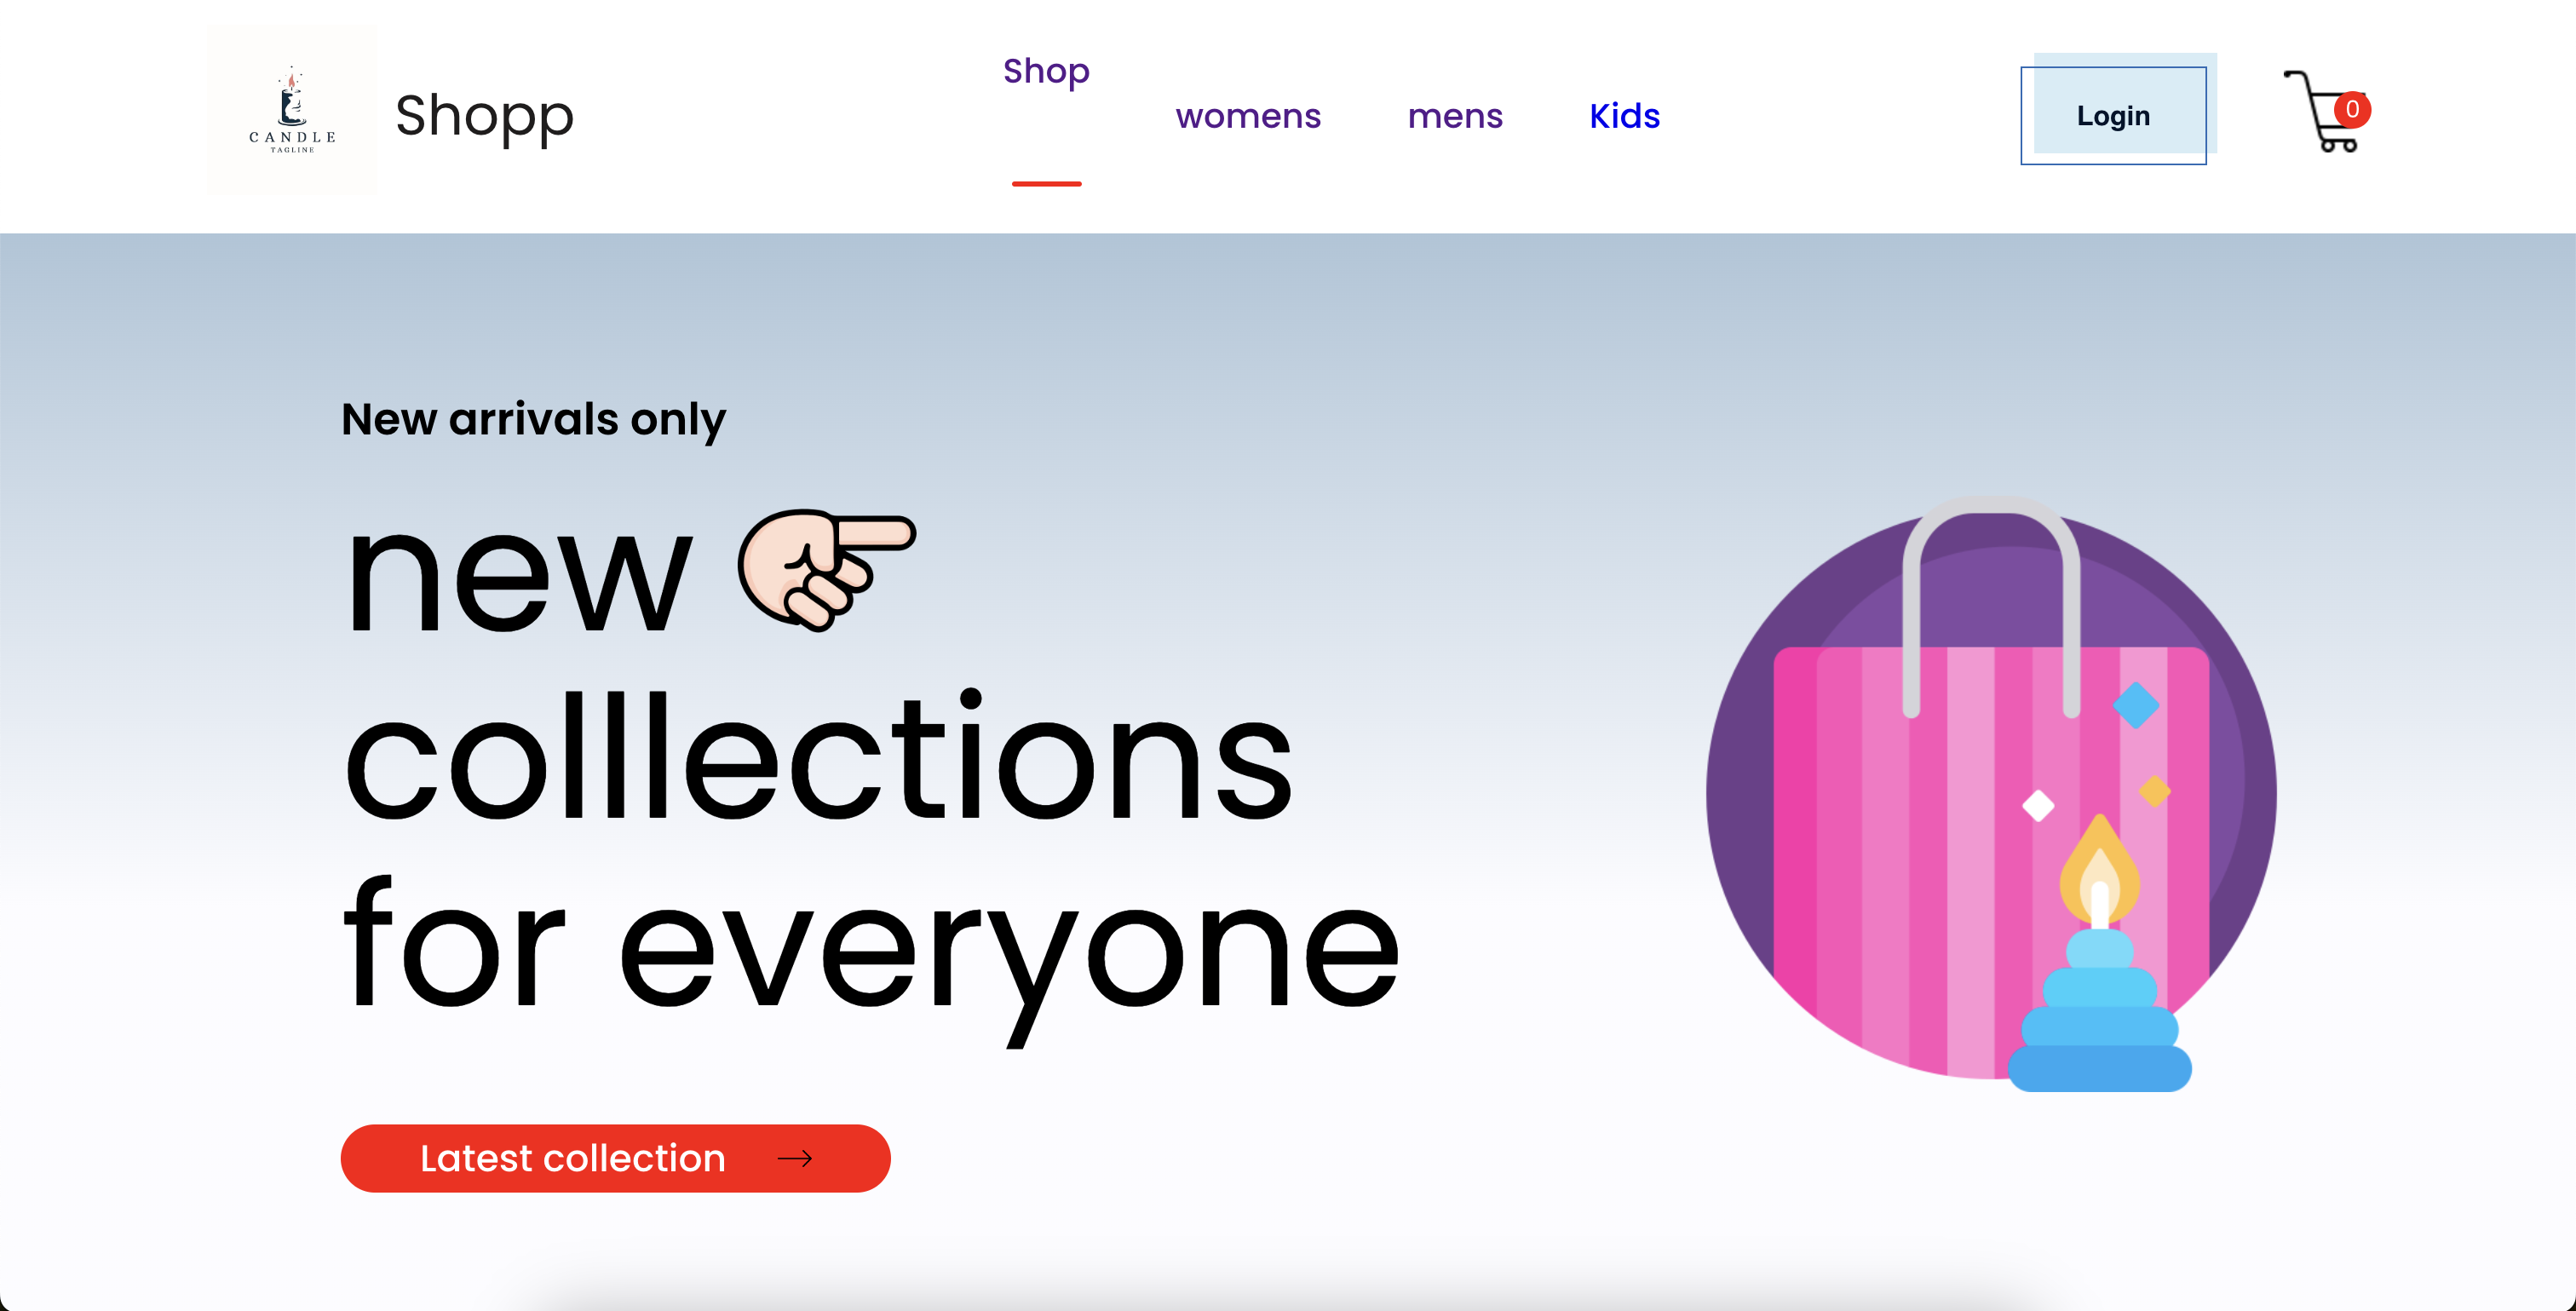 CANDLE
TAGLINE
Shopp
Shop
womens
mens
Kids
Login
0
New arrivals only
new
colllections
for everyone
Latest collection